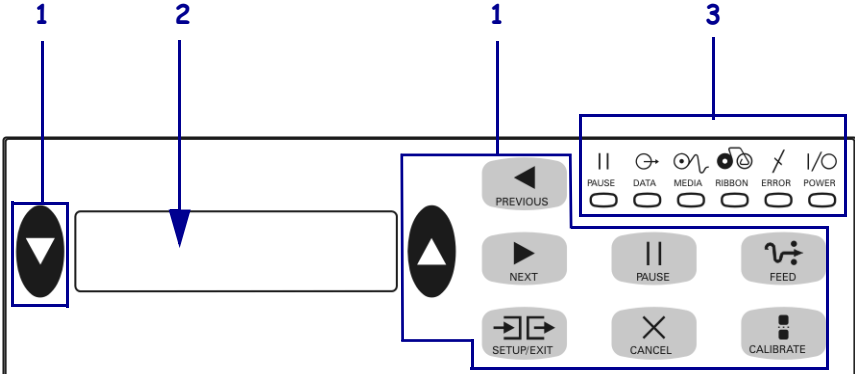 1 2 1 3
PAUSE DATA MEDIA RIBBON ERROR POWER
PREVIOUS
NEXT PAUSE FEED
SETUP/EXIT CANCEL CALIBRATE